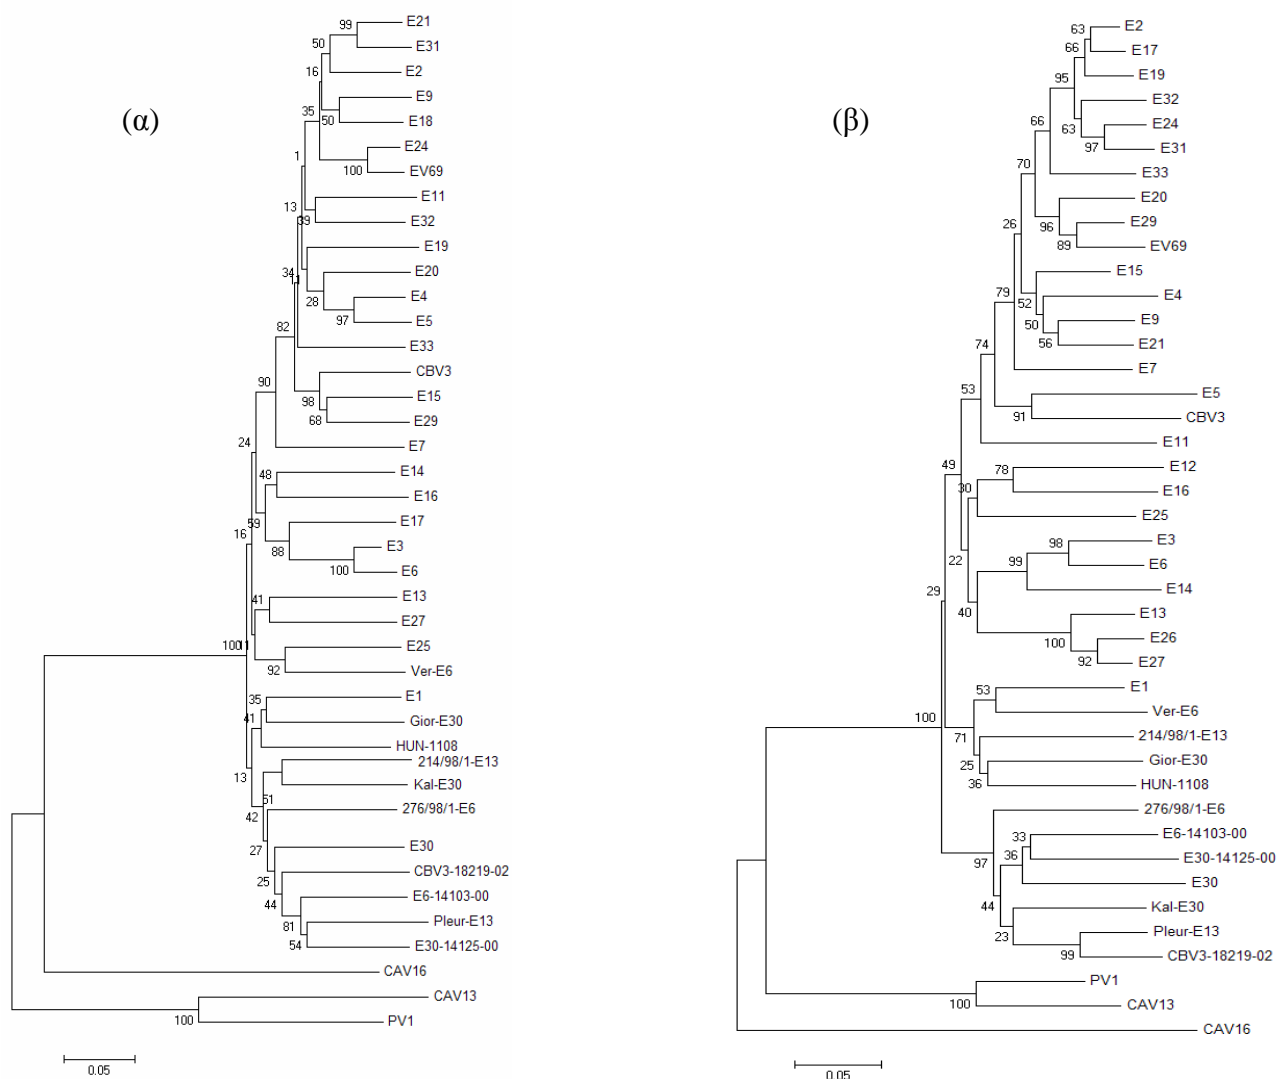 (α)
E21
E31
E2
E9
E18
E24
EV69
E11
E32
E19
E20
E4
E5
E33
CBV3
E15
E29
E7
E14
E16
E17
E3
E6
E13
E27
E25
Ver-E6
E1
Gior-E30
HUN-1108
214/98/1-E13
Kal-E30
276/98/1-E6
E30
CBV3-18219-02
E6-14103-00
Pleur-E13
E30-14125-00
CAV16
CAV13
PV1
99
50
16
35
50
100
1
13
39
34
11
28
97
82
98
68
90
24
48
59
88
100
16
41
100
11
92
35
41
13
51
42
27
25
44
81
54
100
0.05
(β)
E2
E17
E19
E32
E24
E31
E33
E20
E29
EV69
E15
E4
E9
E21
E7
E5
CBV3
E11
E12
E16
E25
E3
E6
E14
E13
E26
E27
E1
Ver-E6
214/98/1-E13
Gior-E30
HUN-1108
276/98/1-E6
E6-14103-00
E30-14125-00
E30
Kal-E30
Pleur-E13
CBV3-18219-02
PV1
CAV13
CAV16
63
66
95
63
97
66
70
96
89
26
52
50
56
79
74
91
53
49
78
30
98
99
22
40
100
92
29
53
100
71
25
36
33
36
97
44
23
99
100
0.05